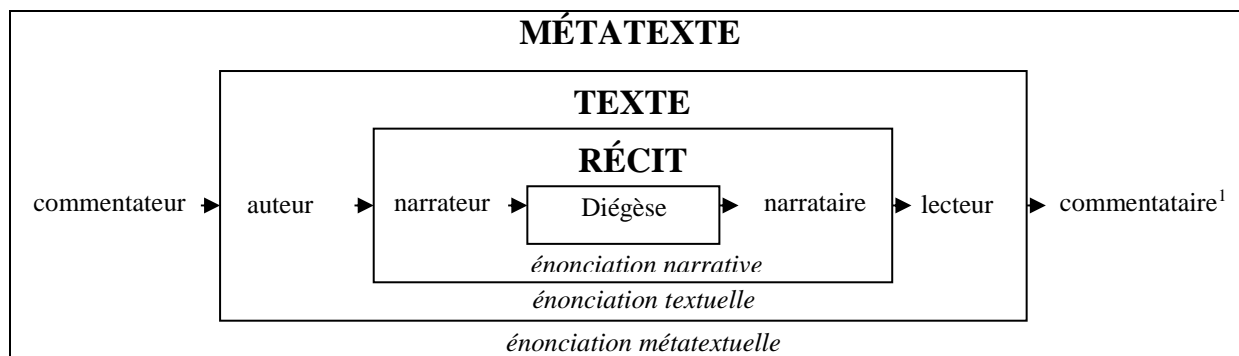 MÉTATEXTE
TEXTE
RÉCIT
commentateur auteur narrateur Diégèse narrataire lecteur commentataire1
énonciation narrative
énonciation textuelle
énonciation métatextuelle